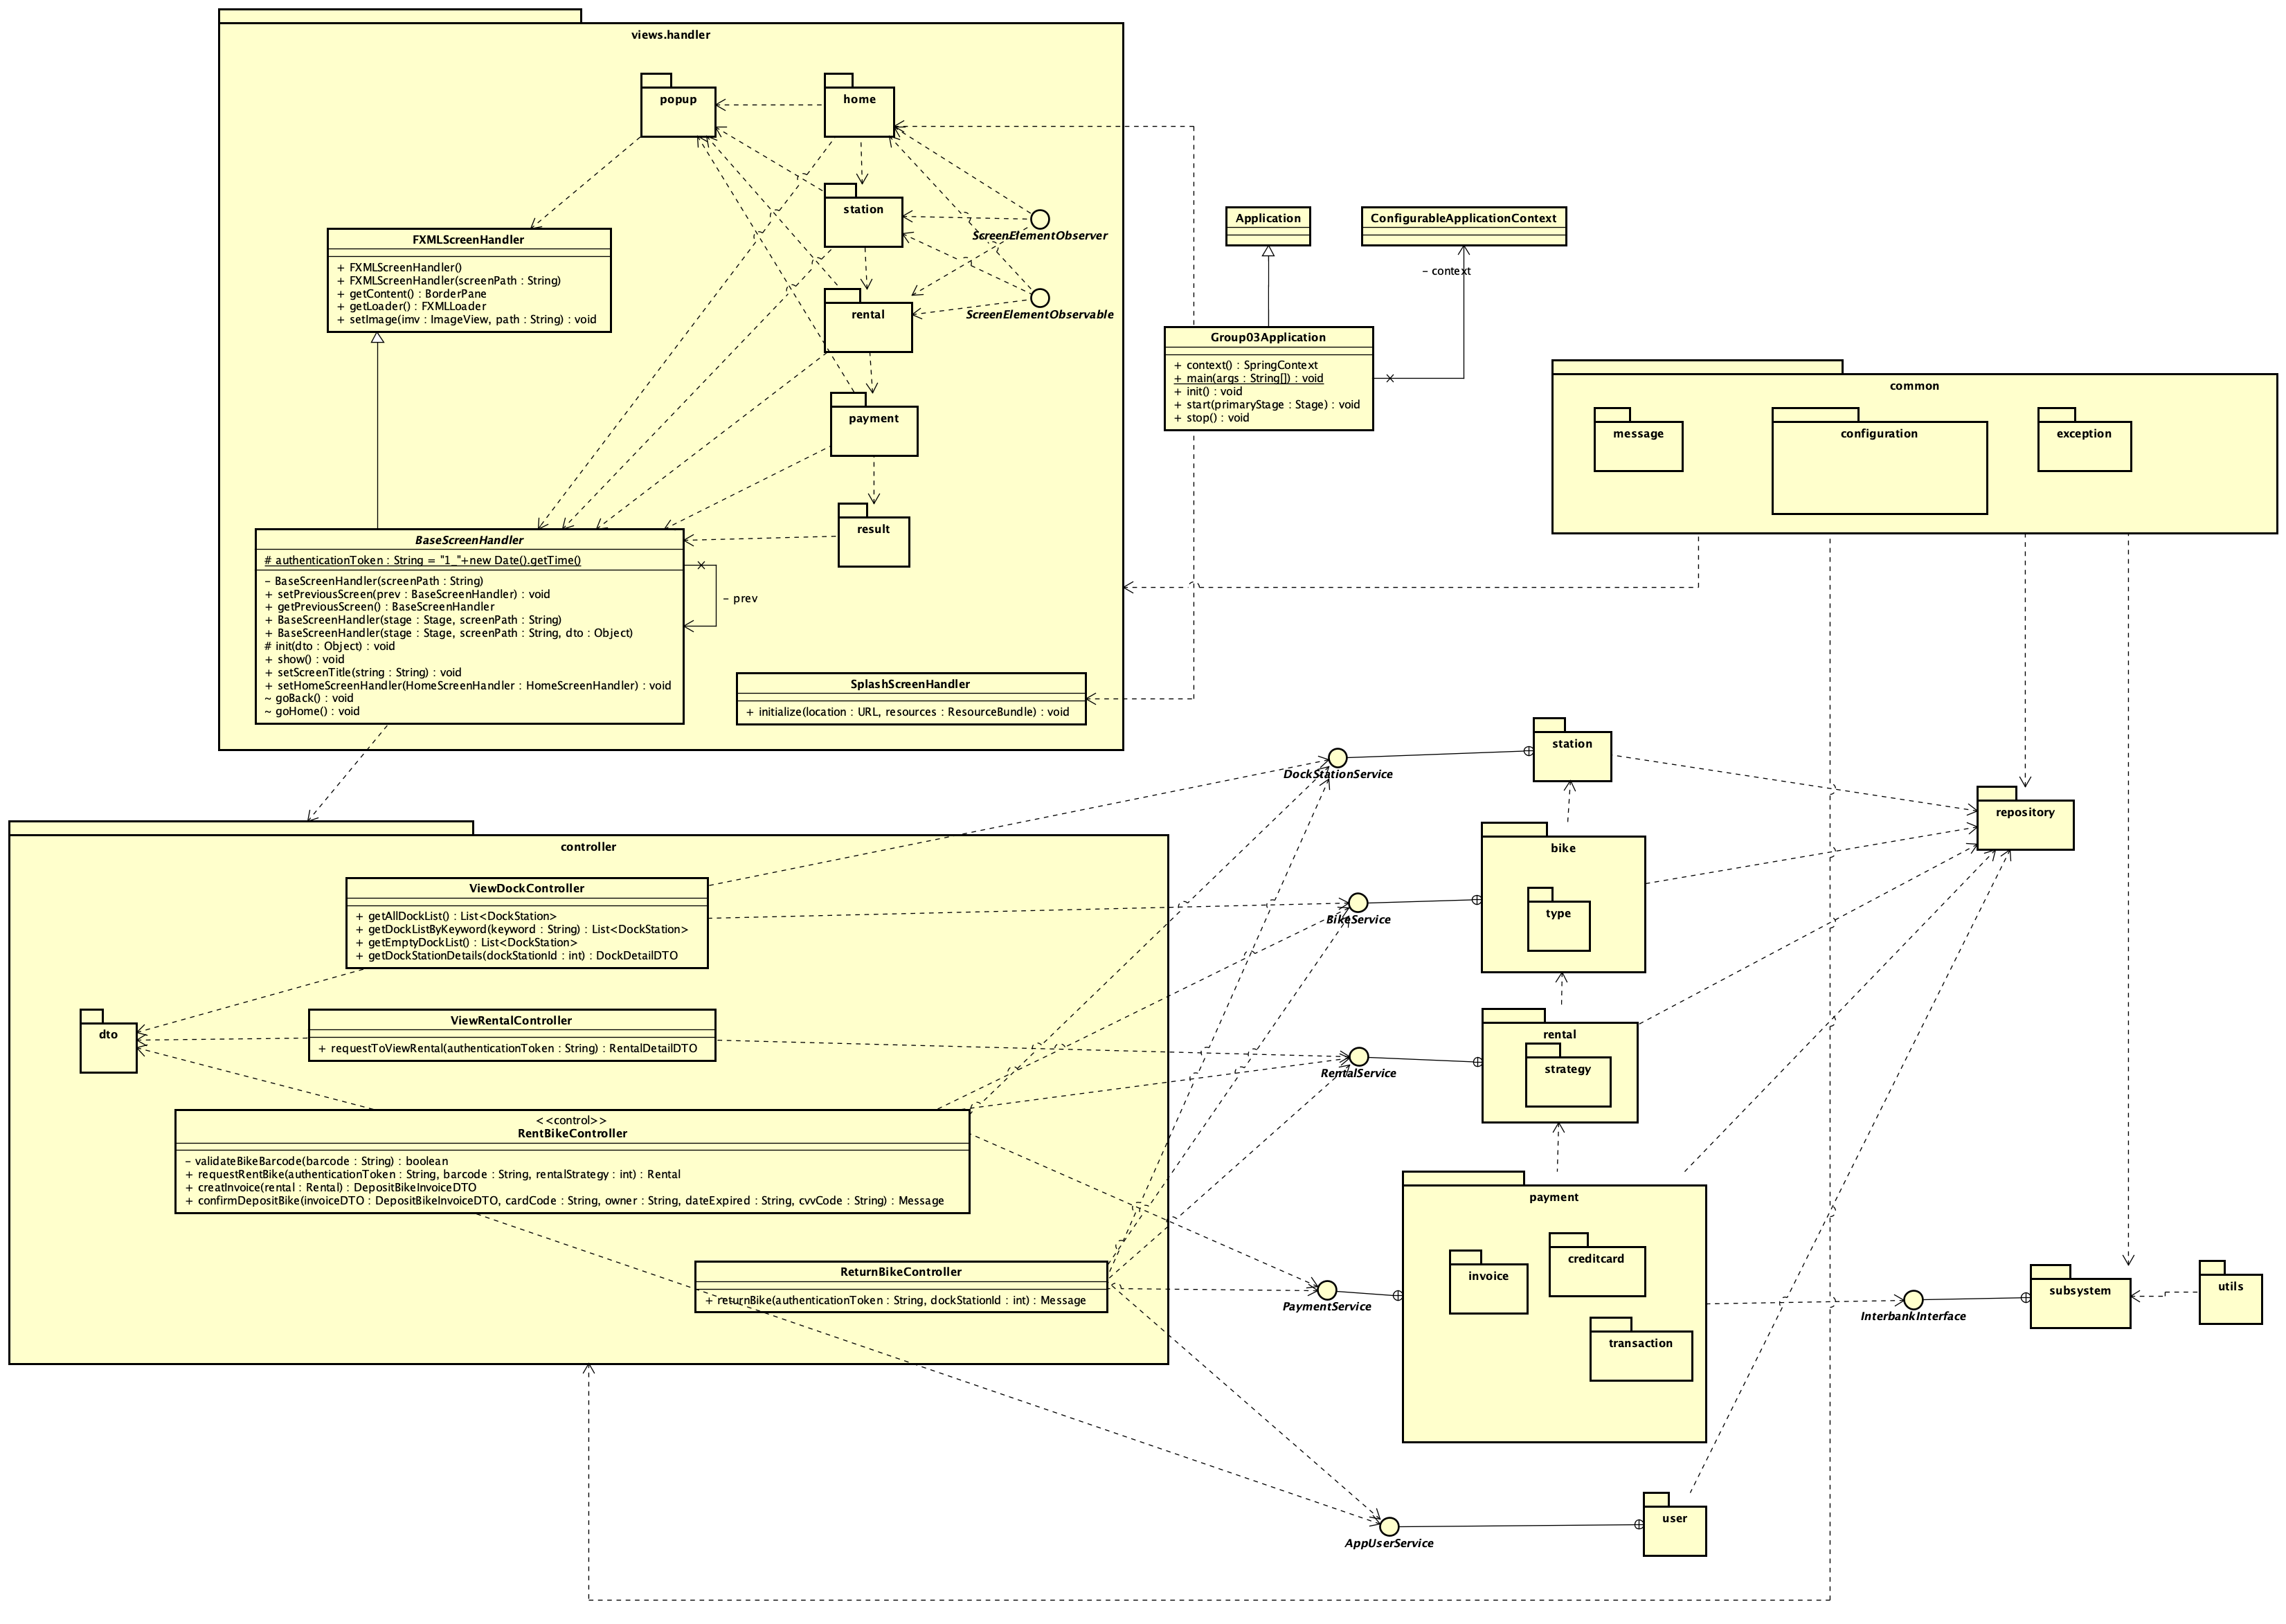 views.handler
popup
home
station
ScreenElementObserver
FXMLScreenHandler
+ FXMLScreenHandler()
+ FXMLScreenHandler(screenPath : String)
+ getContent() : BorderPane
+ getLoader() : FXMLLoader
+ setImage(imv : ImageView, path : String) : void
rental
ScreenElementObservable
payment
result
BaseScreenHandler
# authenticationToken : String = "1_"+new Date().getTime()
- BaseScreenHandler(screenPath : String)
+ setPreviousScreen(prev : BaseScreenHandler) : void
+ getPreviousScreen() : BaseScreenHandler
+ BaseScreenHandler(stage : Stage, screenPath : String)
+ BaseScreenHandler(stage : Stage, screenPath : String, dto : Object)
# init(dto : Object) : void
+ show() : void
+ setScreenTitle(string : String) : void
+ setHomeScreenHandler(HomeScreenHandler : HomeScreenHandler) : void
~ goBack() : void
~ goHome() : void
- prev
SplashScreenHandler
+ initialize(location : URL, resources : ResourceBundle) : void
Application
ConfigurableApplicationContext
- context
Group03Application
+ context() : SpringContext
+ main(args : String[]) : void
+ init() : void
+ start(primaryStage : Stage) : void
+ stop() : void
common
message
configuration
exception
station
DockStationService
repository
controller
ViewDockController
+ getAllDockList() : List<DockStation>
+ getDockListByKeyword(keyword : String) : List<DockStation>
+ getEmptyDockList() : List<DockStation>
+ getDockStationDetails(dockStationId : int) : DockDetailDTO
bike
type
BikeService
dto
ViewRentalController
+ requestToViewRental(authenticationToken : String) : RentalDetailDTO
rental
strategy
RentalService
<<control>>
RentBikeController
- validateBikeBarcode(barcode : String) : boolean
+ requestRentBike(authenticationToken : String, barcode : String, rentalStrategy : int) : Rental
+ creatInvoice(rental : Rental) : DepositBikeInvoiceDTO
+ confirmDepositBike(invoiceDTO : DepositBikeInvoiceDTO, cardCode : String, owner : String, dateExpired : String, cvvCode : String) : Message
payment
creditcard
invoice
transaction
ReturnBikeController
+ returnBike(authenticationToken : String, dockStationId : int) : Message
PaymentService
InterbankInterface
subsystem
utils
user
AppUserService